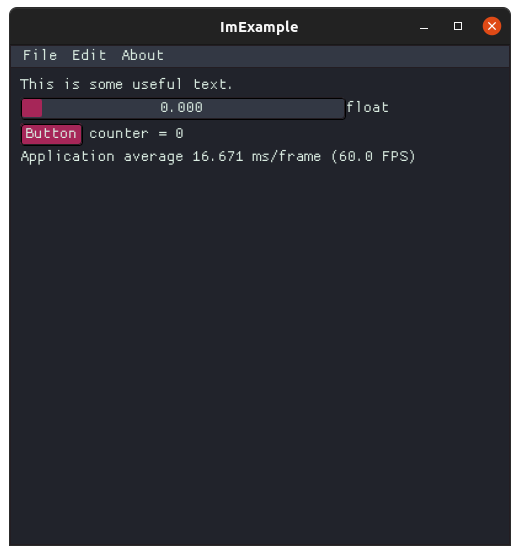 ImExample
File Edit About
This is some useful text.
0.000 float
Button counter = 0
Application average 16.671 ms/frame (60.0 FPS)